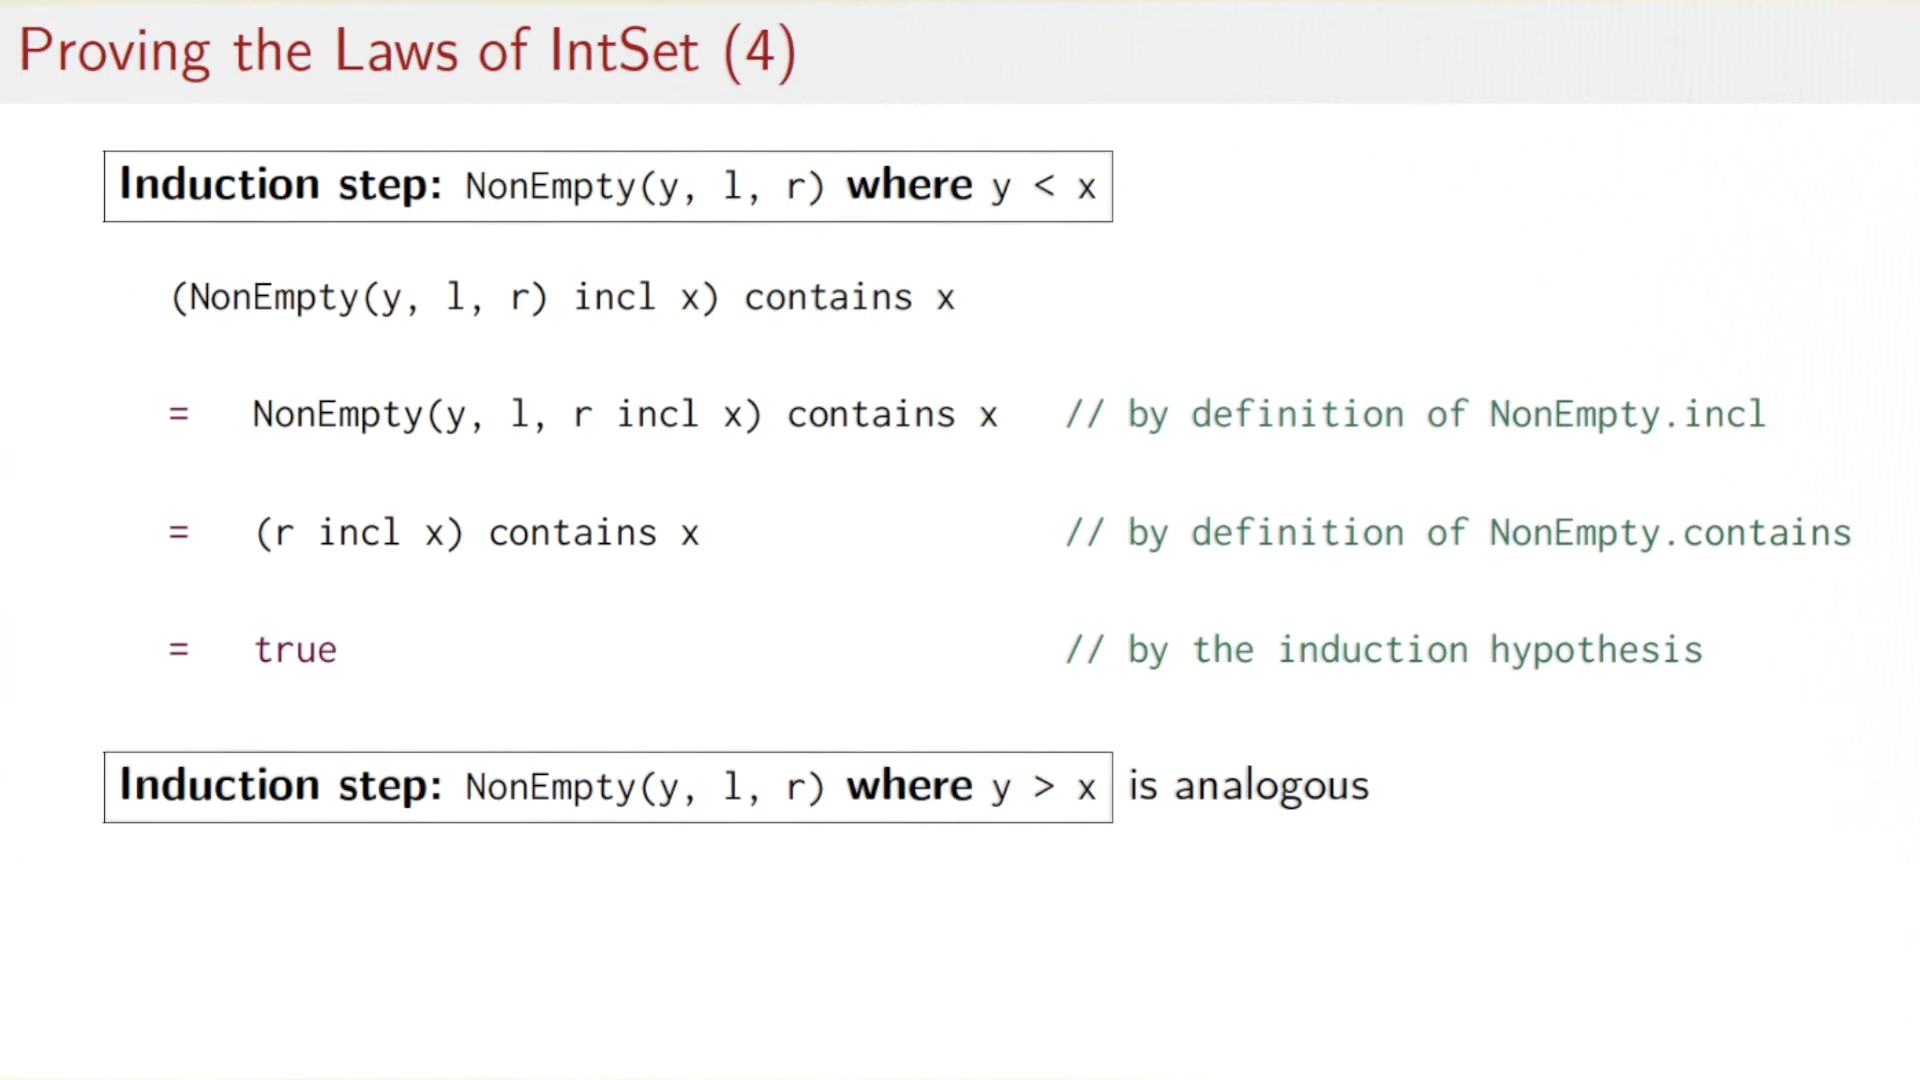 Proving the Laws of IntSet (4)
Induction step: NonEmpty(y, l, r) where y < x
(NonEmpty(y, l, r) incl x) contains x
= NonEmpty(y, l, r incl x) contains x // by definition of NonEmpty.incl
= (r incl x) contains x // by definition of NonEmpty.contains
= true // by the induction hypothesis
Induction step: NonEmpty(y, l, r) where y > x is analogous